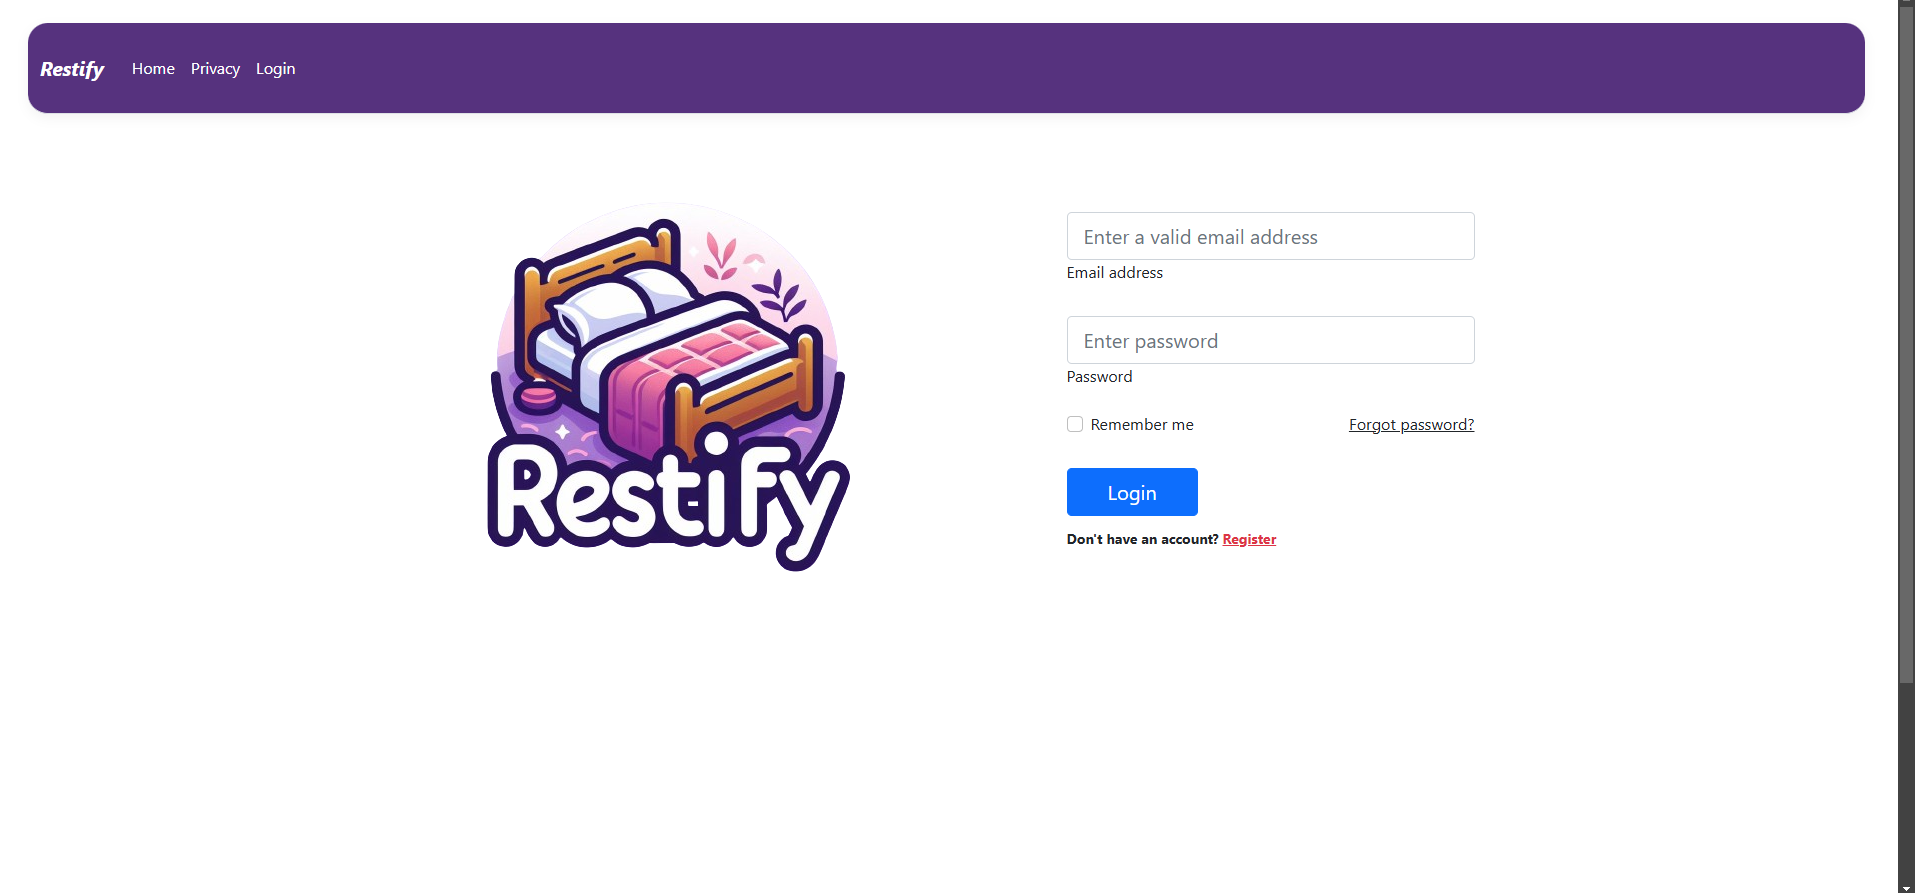 Restify Home Privacy Login
Restify
Enter a valid email address
Email address
Enter password
Password
Remember me Forgot password?
Login
Don't have an account? Register